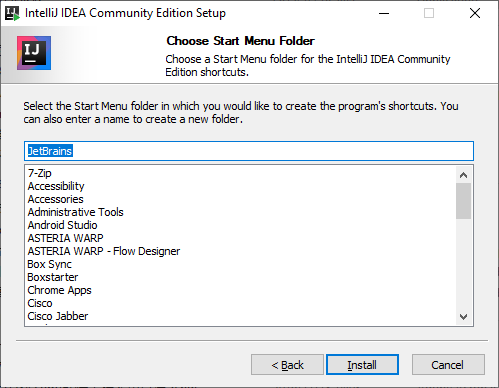 IntelliJ IDEA Community Edition Setup
IJ
Choose Start Menu Folder
Choose a Start Menu folder for the IntelliJ IDEA Community
Edition shortcuts.
Select the Start Menu folder in which you would like to create the program's shortcuts. You
can also enter a name to create a new folder.
JetBrains
7-Zip
Accessibility
Accessories
Administrative Tools
Android Studio
ASTERIA WARP
ASTERIA WARP - Flow Designer
Box Sync
Boxstarter
Chrome Apps
Cisco
Cisco Jabber
< Back
Install
Cancel